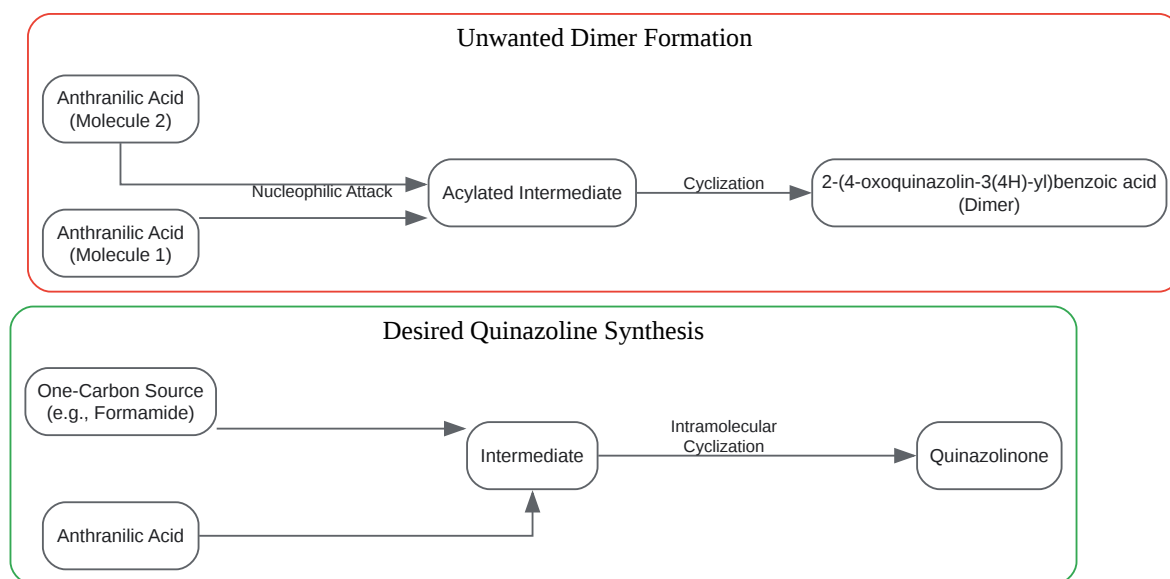 Unwanted Dimer Formation
Anthranilic Acid
(Molecule 2)
Nucleophilic Attack
Anthranilic Acid
(Molecule 1)
Acylated Intermediate
Cyclization
2-(4-oxoquinazolin-3(4H)-yl)benzoic acid
(Dimer)
Desired Quinazoline Synthesis
One-Carbon Source
(e.g., Formamide)
Anthranilic Acid
Intermediate
Intramolecular
Cyclization
Quinazolinone